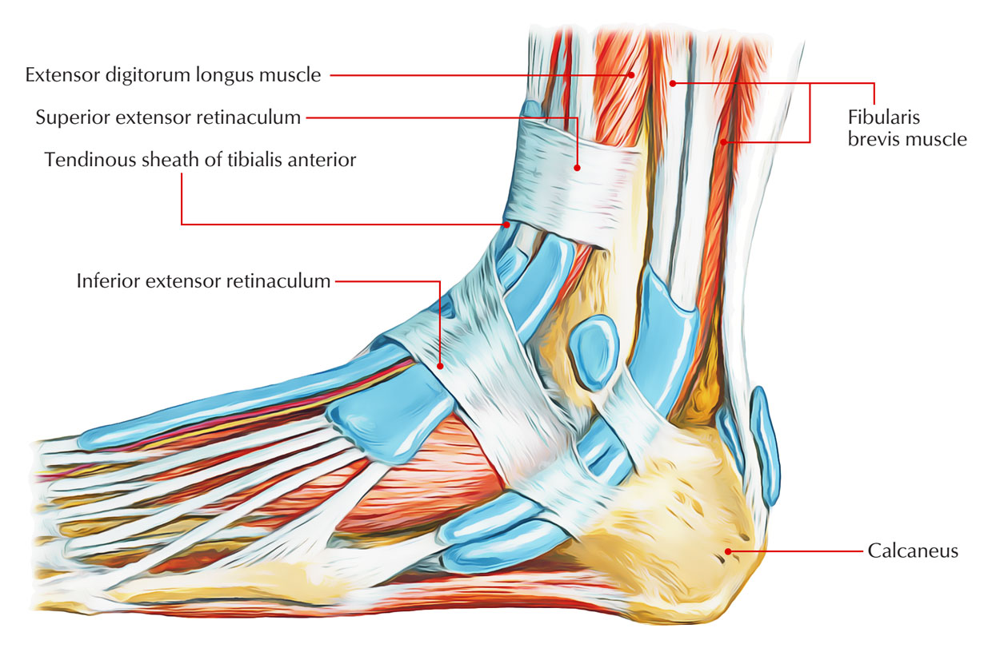 Extensor digitorum longus muscle
Superior extensor retinaculum
Tendinous sheath of tibialis anterior
Inferior extensor retinaculum
Fibularis
brevis muscle
Calcaneus